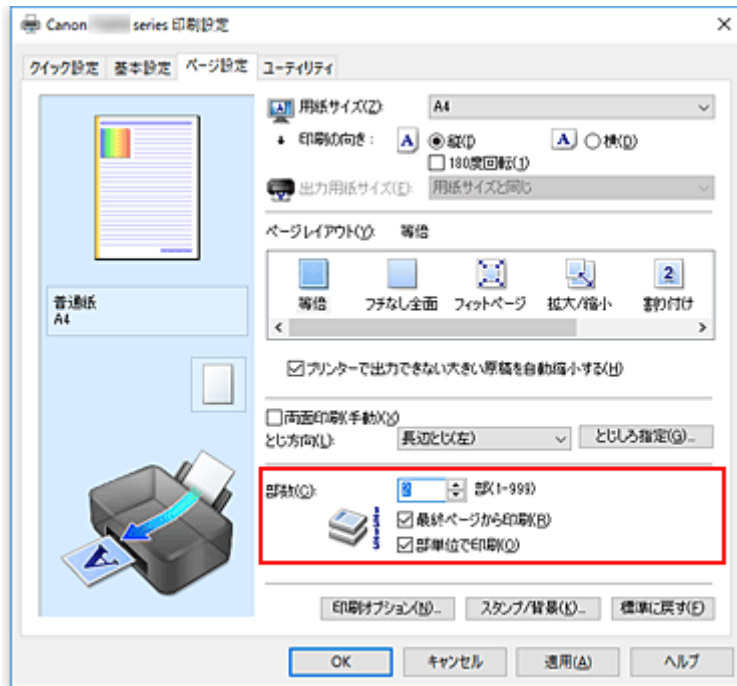 Canon series 印刷設定
クイック設定 基本設定 ページ設定 ユーティリティ
用紙サイズ(Z): A4
印刷の向き: A 縦(I) A 横(D)
180度回転(1)
出力用紙サイズ(E): 用紙サイズと同じ
ページレイアウト(Y): 等倍
2
等倍 フチなし全面 フィットページ 拡大/縮小 割り付け
普通紙
A4
プリンターで出力できない大きい原稿を自動縮小する(H)
両面印刷(手動)(X)
とじ方向(L): 長辺とじ(左) とじしろ指定(G)...
部数(C): 2 部(1-999)
最終ページから印刷(R)
部単位で印刷(O)
印刷オプション(N)... スタンプ/背景(K)... 標準に戻す(F)
OK キャンセル 適用(A) ヘルプ